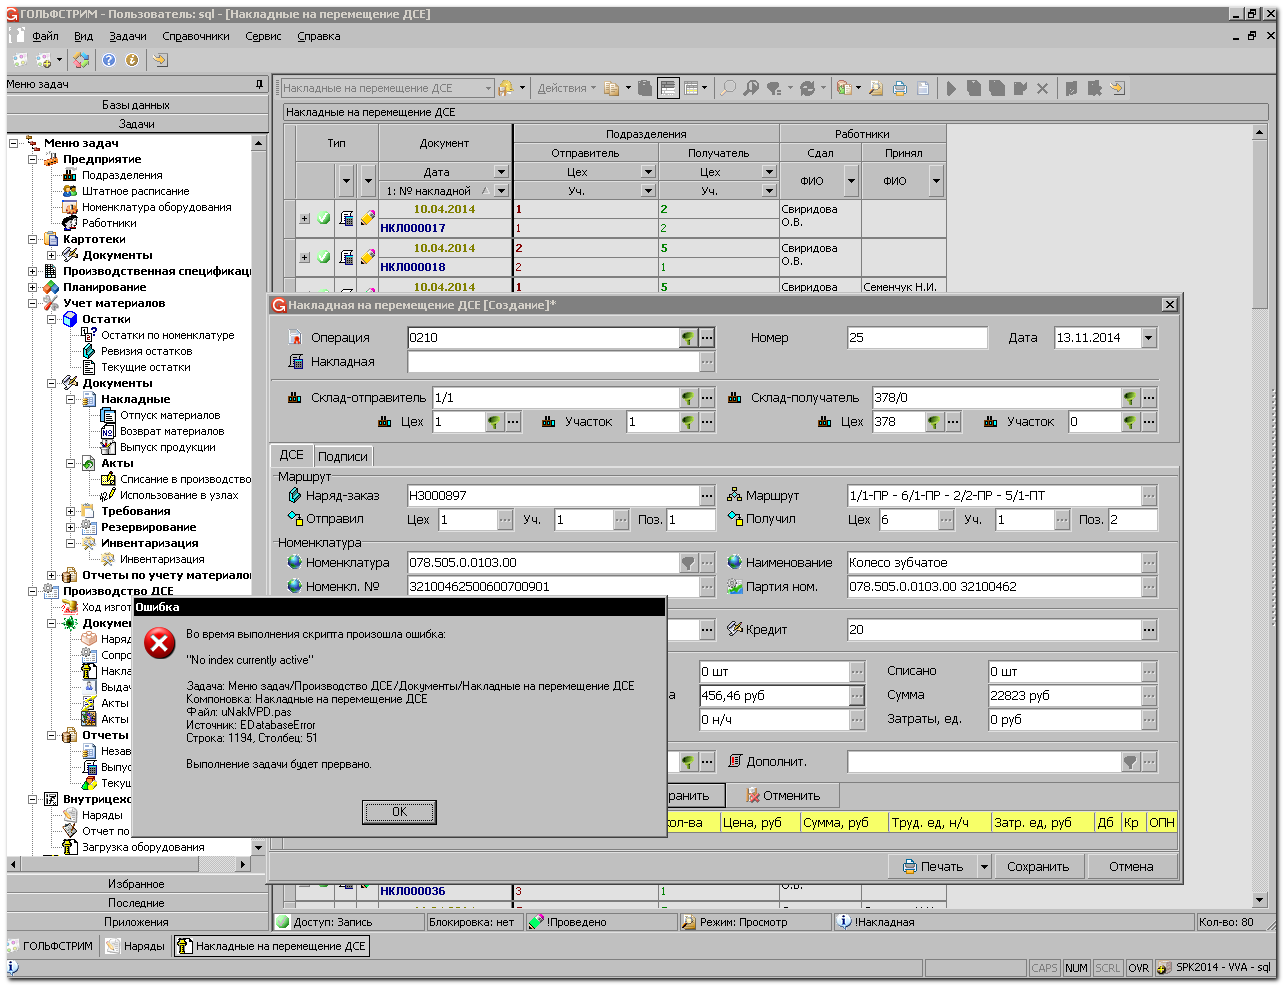 ГОЛЬФСТРИМ - Пользователь: sql - [Накладные на перемещение ДСЕ]
Файл Вид Задачи Справочники Сервис Справка
Меню задач
Базы данных
Задачи
Меню задач
Предприятие
Подразделения
Штатное расписание
Номенклатура оборудования
Работники
Картотеки
Документы
Производственная спецификац
Планирование
Учет материалов
Остатки
Остатки по номенклатуре
Ревизия остатков
Текущие остатки
Документы
Накладные
Отпуск материалов
Возврат материалов
Выпуск продукции
Акты
Списание в производство
Использование в узлах
Требования
Резервирование
Инвентаризация
Инвентаризация
Отчеты по учету материало
Производство ДСЕ
Ход изгот
Докумен
Наряд
Сопро
Накла
Выдач
Акты
Акты
Отчеты
Незав
Выпус
Текущ
Внутрицехо
Наряды
Отчет по
Загрузка оборудования
Избранное
Последние
Приложения
Накладные на перемещение ДСЕ Действия
Накладные на перемещение ДСЕ
Тип Документ Подразделения Работники
Отправитель Получатель Сдал Принял
Дата Цех Цех ФИО ФИО
1: № накладной Уч. Уч.
10.04.2014 1 2 Свиридова О.В.
НКЛ000017 1 2
10.04.2014 2 5 Свиридова О.В.
НКЛ000018 2 1
10.04.2014 1 5 Свиридова Семенчук Н.И.
Накладная на перемещение ДСЕ [Создание]*
Операция 0210 Номер 25 Дата 13.11.2014
Накладная
Склад-отправитель 1/1 Склад-получатель 378/0
Цех 1 Участок 1 Цех 378 Участок 0
ДСЕ Подписи
Маршрут
Наряд-заказ НЗ000897 Маршрут 1/1-ПР - 6/1-ПР - 2/2-ПР - 5/1-ПТ
Отправил Цех 1 Уч. 1 Поз. 1 Получил Цех 6 Уч. 1 Поз. 2
Номенклатура
Номенклатура 078.505.0.0103.00 Наименование Колесо зубчатое
Номенкл. № 32100462500600700901 Партия ном. 078.505.0.0103.00 32100462
Кредит 20
0 шт Списано 0 шт
а 456,46 руб Сумма 22823 руб
0 н/ч Затраты, ед. 0 руб
Дополнит.
ранить Отменить
кол-ва Цена, руб Сумма, руб Труд. ед, н/ч Затр. ед, руб Дб Кр ОПН
Печать Сохранить Отмена
Ошибка
Во время выполнения скрипта произошла ошибка:
"No index currently active"
Задача: Меню задач/Производство ДСЕ/Документы/Накладные на перемещение ДСЕ
Компоновка: Накладные на перемещение ДСЕ
Файл: uNaklVPD.pas
Источник: EDatabaseError
Строка: 1194, Столбец: 51
Выполнение задачи будет прервано.
OK
НКЛ000036 3 1 О.В.
Доступ: Запись Блокировка: нет !Проведено Режим: Просмотр !Накладная Кол-во: 80
ГОЛЬФСТРИМ Наряды Накладные на перемещение ДСЕ
CAPS NUM SCRL OVR SPK2014 - VVA - sql